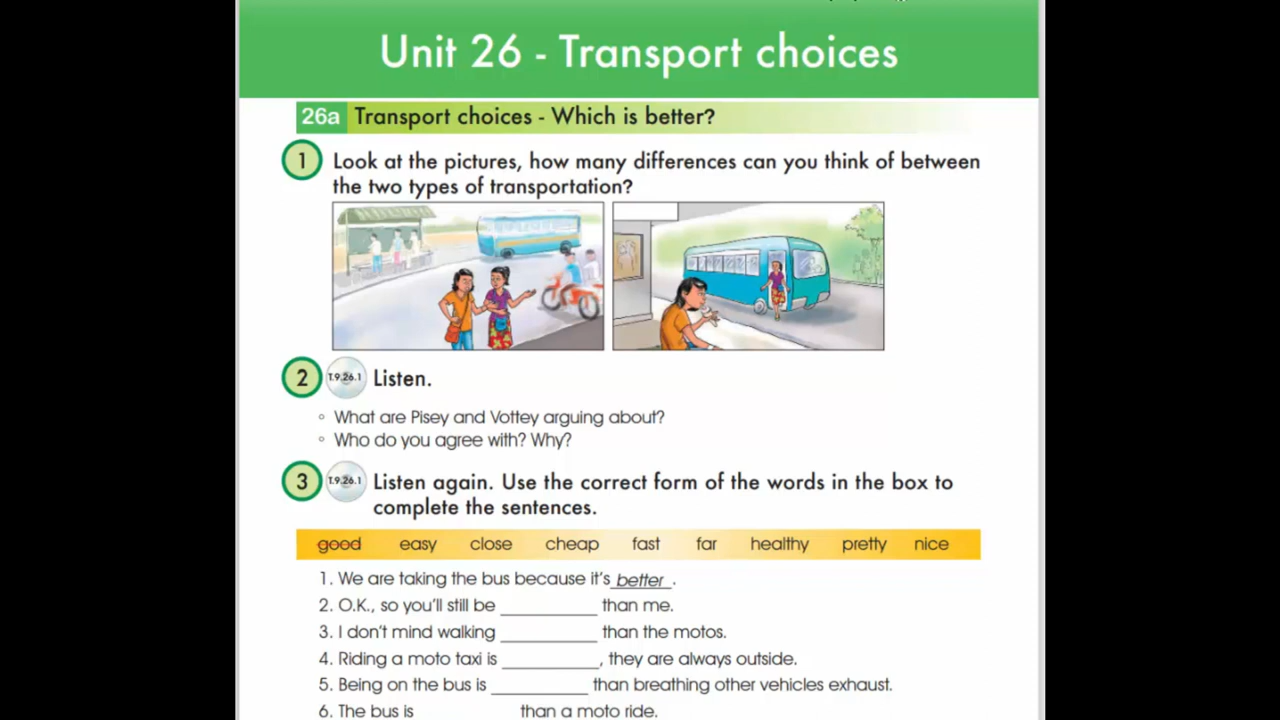 Unit 26 - Transport choices
26a Transport choices - Which is better?
1 Look at the pictures, how many differences can you think of between
the two types of transportation?
2 T.9.26.1 Listen.
◦ What are Pisey and Vottey arguing about?
◦ Who do you agree with? Why?
3 T.9.26.1 Listen again. Use the correct form of the words in the box to
complete the sentences.
good easy close cheap fast far healthy pretty nice
1. We are taking the bus because it's better.
2. O.K., so you'll still be __________ than me.
3. I don't mind walking __________ than the motos.
4. Riding a moto taxi is __________, they are always outside.
5. Being on the bus is __________ than breathing other vehicles exhaust.
6. The bus is than a moto ride.